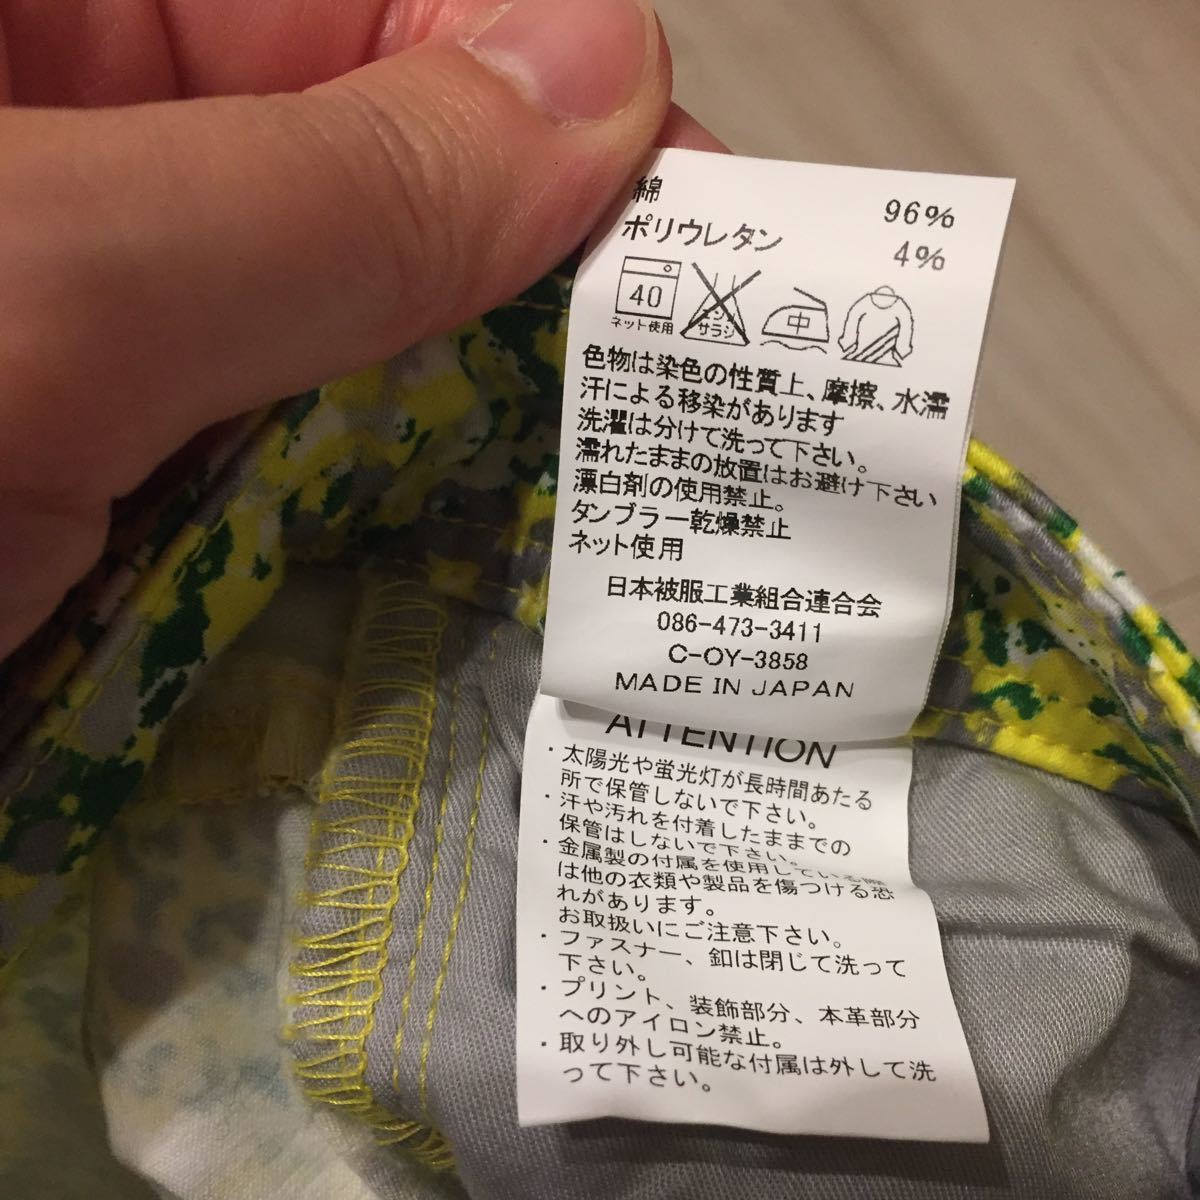 綿 96%
ポリウレタン 4%
40
ネット使用
エンソ
サラシ
中
色物は染色の性質上、摩擦、水濡
汗による移染があります
洗濯は分けて洗って下さい。
濡れたままの放置はお避け下さい
漂白剤の使用禁止。
タンブラー乾燥禁止
ネット使用
日本被服工業組合連合会
086-473-3411
C-OY-3858
MADE IN JAPAN
ATTENTION
・太陽光や蛍光灯が長時間あたる
所で保管しないで下さい。
・汗や汚れを付着したままでの
保管はしないで下さい。
・金属製の付属を使用している
は他の衣類や製品を傷つける恐
れがあります。
お取扱いにご注意下さい。
・ファスナー、釦は閉じて洗って
下さい。
・プリント、装飾部分、本革部分
へのアイロン禁止。
・取り外し可能な付属は外して洗
って下さい。